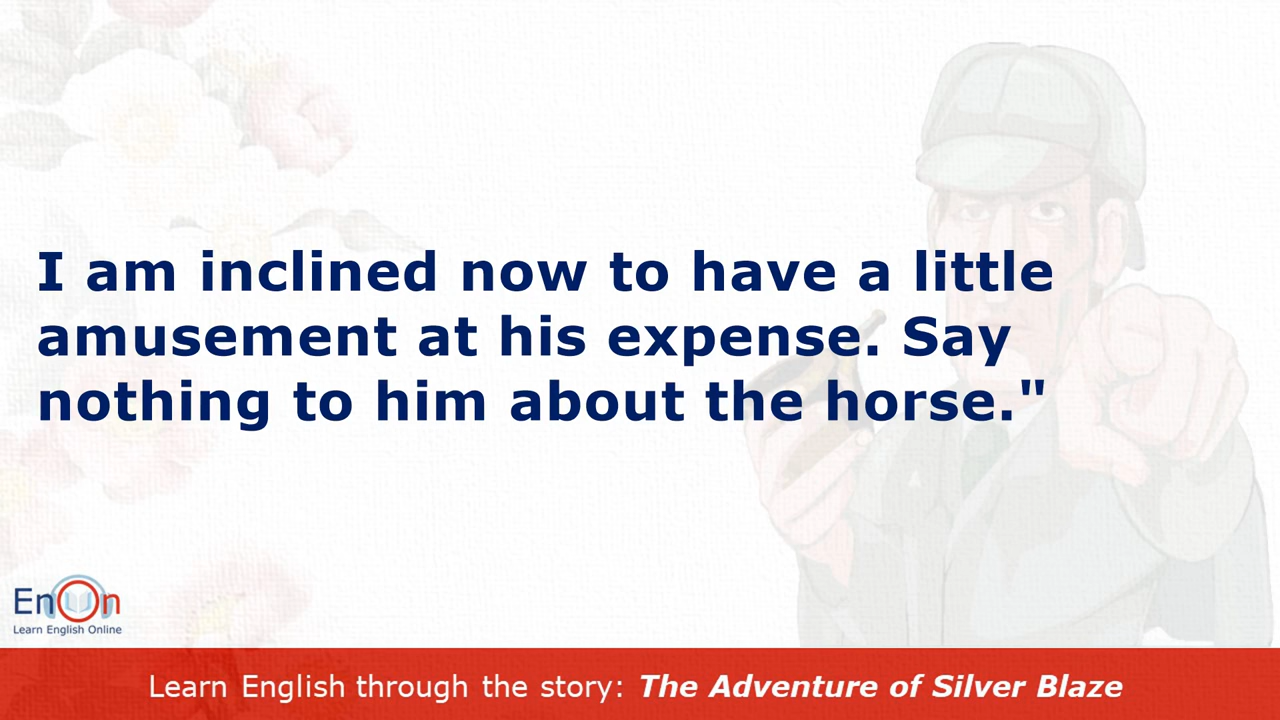 I am inclined now to have a little
amusement at his expense. Say
nothing to him about the horse."
EnOn
Learn English Online
Learn English through the story: The Adventure of Silver Blaze